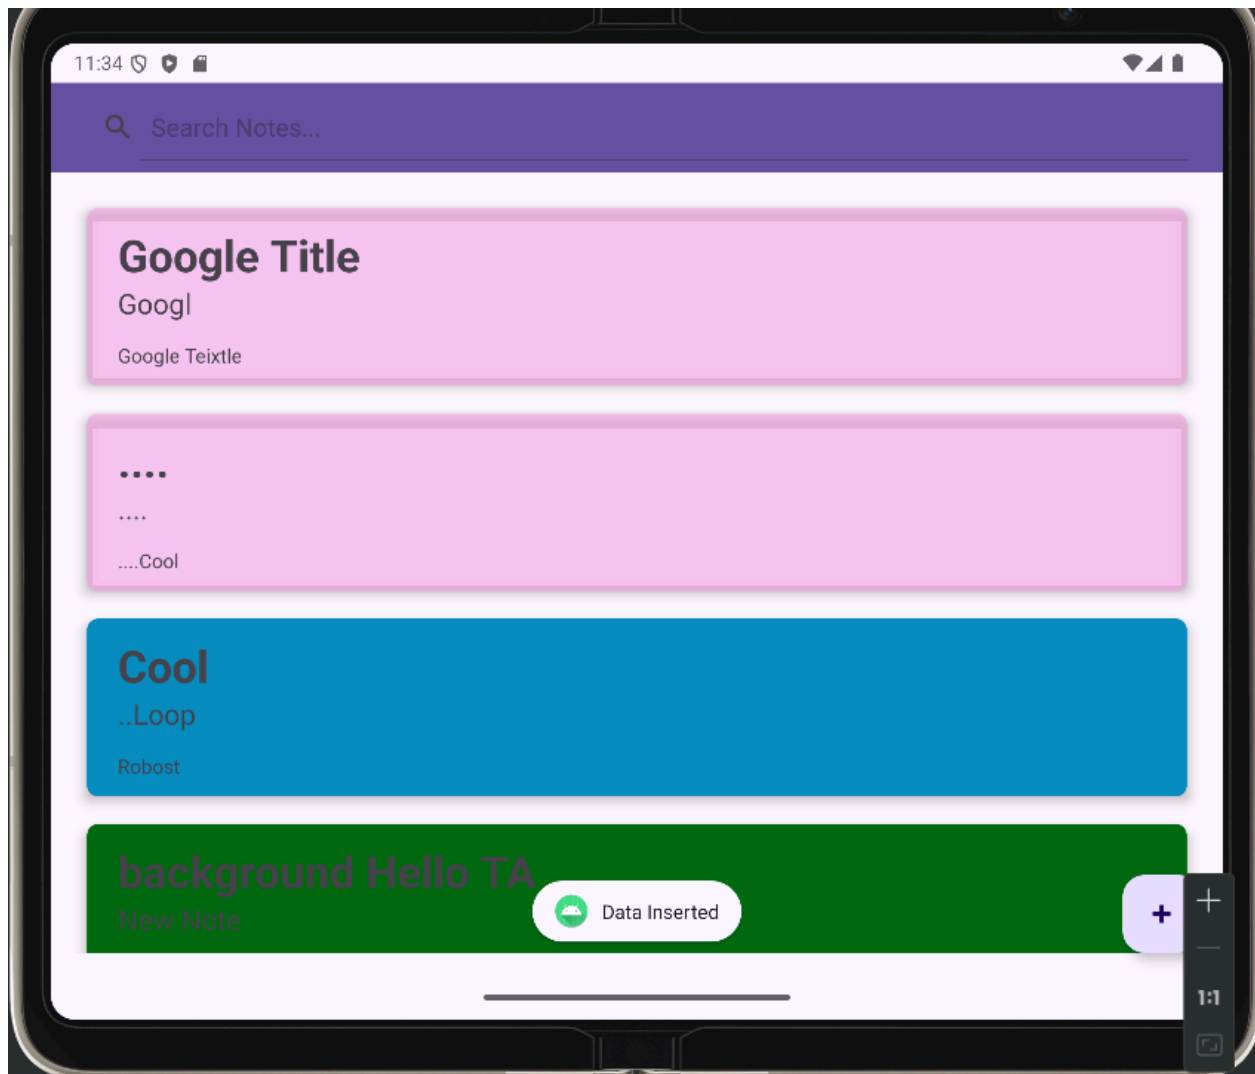 11:34
Search Notes...
Google Title
Googl
Google Teixtle
....
....
....Cool
Cool
..Loop
Robost
background Hello TA
New Note
Data Inserted
+
1:1